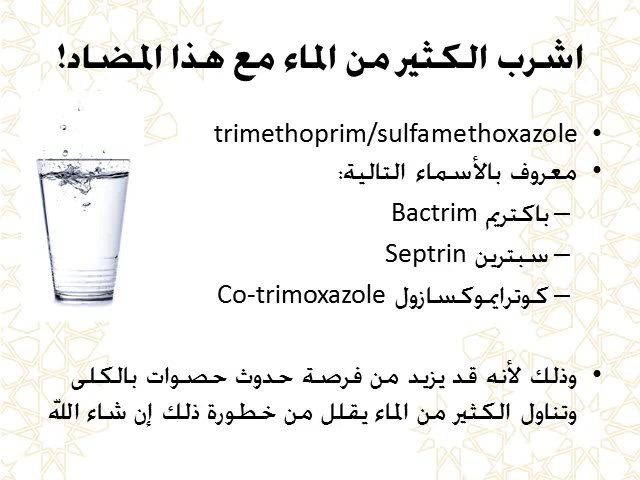 اشرب الكثير من الماء مع هذا المضاد!
• trimethoprim/sulfamethoxazole
• معروف بالأسماء التالية:
– باكتريم Bactrim
– سبترين Septrin
– كوترايموكسازول Co-trimoxazole
• وذلك لأنه قد يزيد من فرصة حدوث حصوات بالكلى
وتناول الكثير من الماء يقلل من خطورة ذلك إن شاء الله